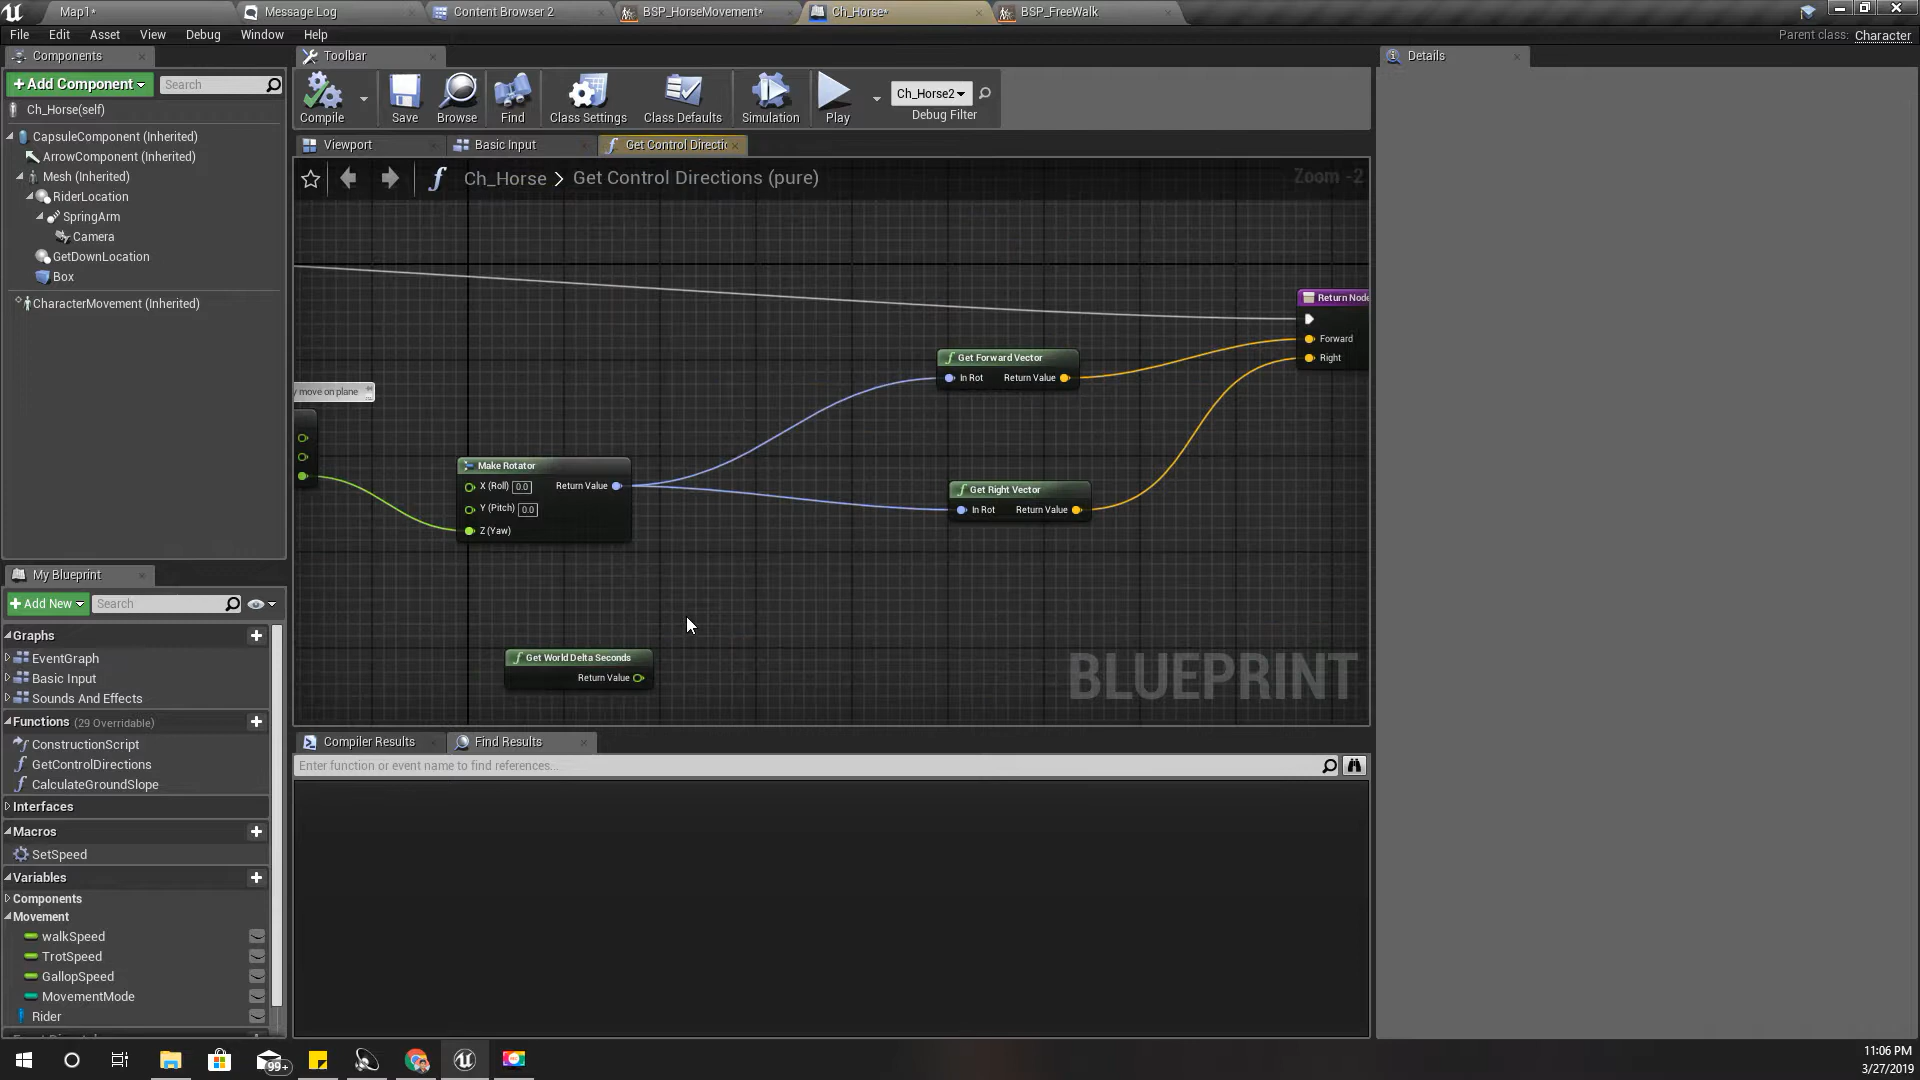 Map1*
Message Log
Content Browser 2
BSP_HorseMovement*
Ch_Horse*
BSP_FreeWalk
File Edit Asset View Debug Window Help
Parent class: Character
Components
Toolbar
Details
+Add Component
Search
Ch_Horse(self)
CapsuleComponent (Inherited)
ArrowComponent (Inherited)
Mesh (Inherited)
RiderLocation
SpringArm
Camera
GetDownLocation
Box
CharacterMovement (Inherited)
Compile
Save
Browse
Find
Class Settings
Class Defaults
Simulation
Play
Ch_Horse2
Debug Filter
Viewport
Basic Input
Get Control Directic
Ch_Horse > Get Control Directions (pure)
Zoom -2
Return Node
Forward
Right
Get Forward Vector
In Rot Return Value
y move on plane
Make Rotator
X (Roll) 0.0 Return Value
Y (Pitch) 0.0
Z (Yaw)
Get Right Vector
In Rot Return Value
Get World Delta Seconds
Return Value
BLUEPRINT
My Blueprint
+Add New
Search
Graphs
EventGraph
Basic Input
Sounds And Effects
Functions (29 Overridable)
ConstructionScript
GetControlDirections
CalculateGroundSlope
Interfaces
Macros
SetSpeed
Variables
Components
Movement
walkSpeed
TrotSpeed
GallopSpeed
MovementMode
Rider
Compiler Results
Find Results
Enter function or event name to find references...
99+
11:06 PM
3/27/2019